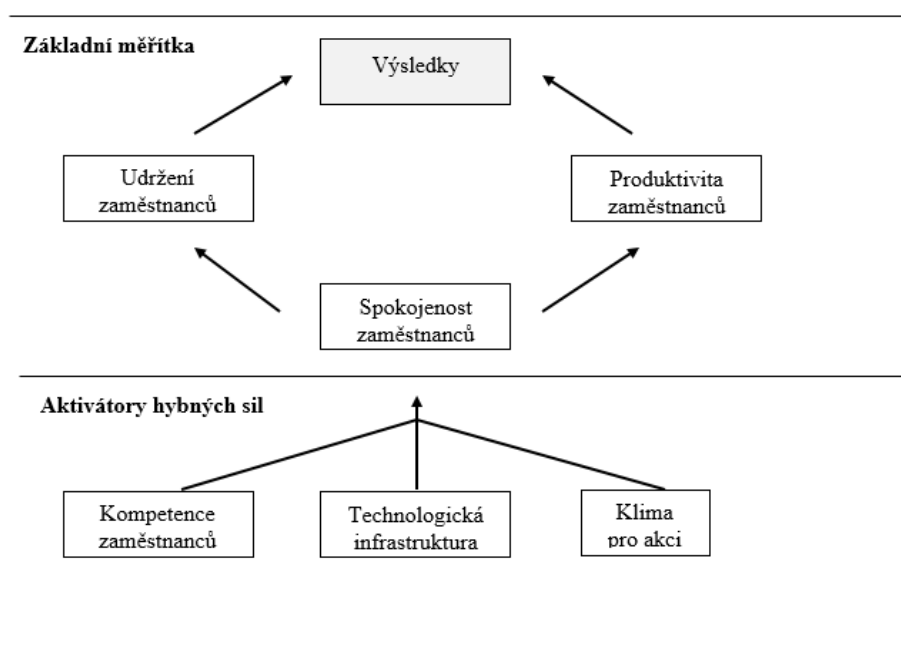 Základní měřítka
Výsledky
Udržení
zaměstnanců
Produktivita
zaměstnanců
Spokojenost
zaměstnanců
Aktivátory hybných sil
Kompetence
zaměstnanců
Technologická
infrastruktura
Klima
pro akci